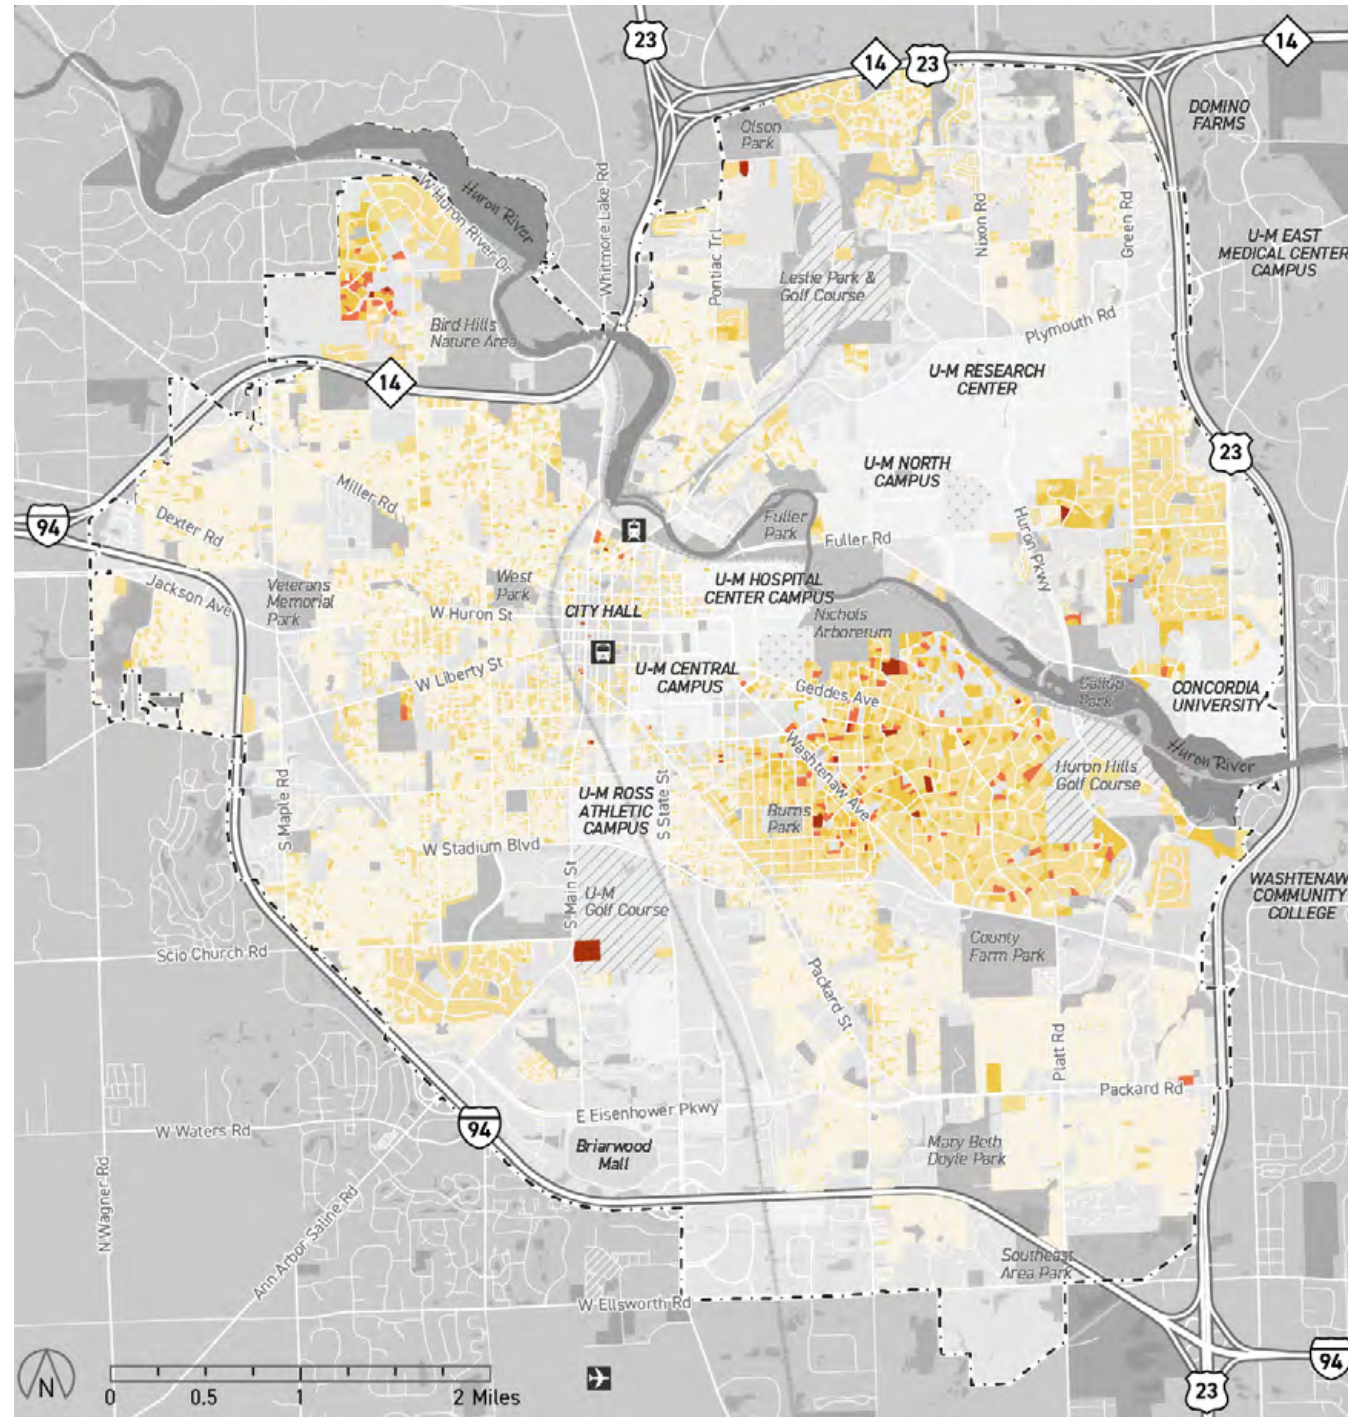 23
14
23
14
DOMINO
FARMS
Olson
Park
W Huron River Dr
Huron River
Whitmore Lake Rd
Pontiac Trl
Nixon Rd
Green Rd
U-M EAST
MEDICAL CENTER
CAMPUS
Leslie Park &
Golf Course
Bird Hills
Nature Area
Plymouth Rd
14
U-M RESEARCH
CENTER
23
U-M NORTH
CAMPUS
Miller Rd
94
Dexter Rd
Fuller
Park
Fuller Rd
Huron Pkwy
Jackson Ave
Veterans
Memorial
Park
West
Park
U-M HOSPITAL
CENTER CAMPUS
W Huron St
CITY HALL
Nichols
Arboretum
W Liberty St
U-M CENTRAL
CAMPUS
Geddes Ave
Gallup
Park
CONCORDIA
UNIVERSITY
Huron River
Washtenaw Ave
Huron Hills
Golf Course
S Maple Rd
U-M ROSS
ATHLETIC
CAMPUS
S State St
Burns
Park
W Stadium Blvd
S Main St
U-M
Golf Course
WASHTENAW
COMMUNITY
COLLEGE
Scio Church Rd
County
Farm Park
Packard St
Platt Rd
Packard Rd
E Eisenhower Pkwy
94
W Waters Rd
Briarwood
Mall
Mary Beth
Doyle Park
N Wagner Rd
Ann Arbor Saline Rd
Southeast
Area Park
W Ellsworth Rd
94
23
N
0 0.5 1 2 Miles